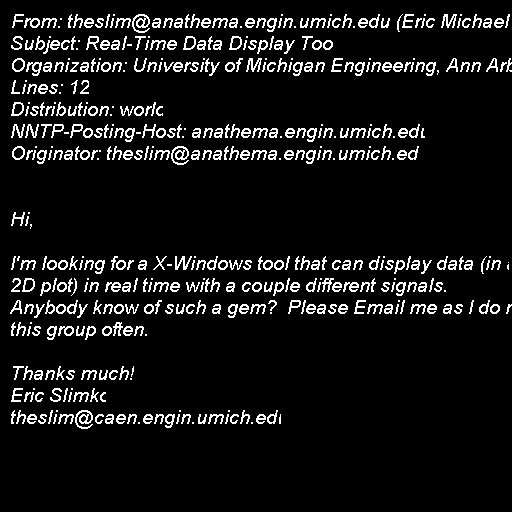 From: theslim@anathema.engin.umich.edu (Eric Michael
Subject: Real-Time Data Display Too
Organization: University of Michigan Engineering, Ann Arb
Lines: 12
Distribution: world
NNTP-Posting-Host: anathema.engin.umich.edu
Originator: theslim@anathema.engin.umich.ed
Hi,
I'm looking for a X-Windows tool that can display data (in a
2D plot) in real time with a couple different signals.
Anybody know of such a gem?  Please Email me as I do n
this group often.
Thanks much!
Eric Slimko
theslim@caen.engin.umich.edu